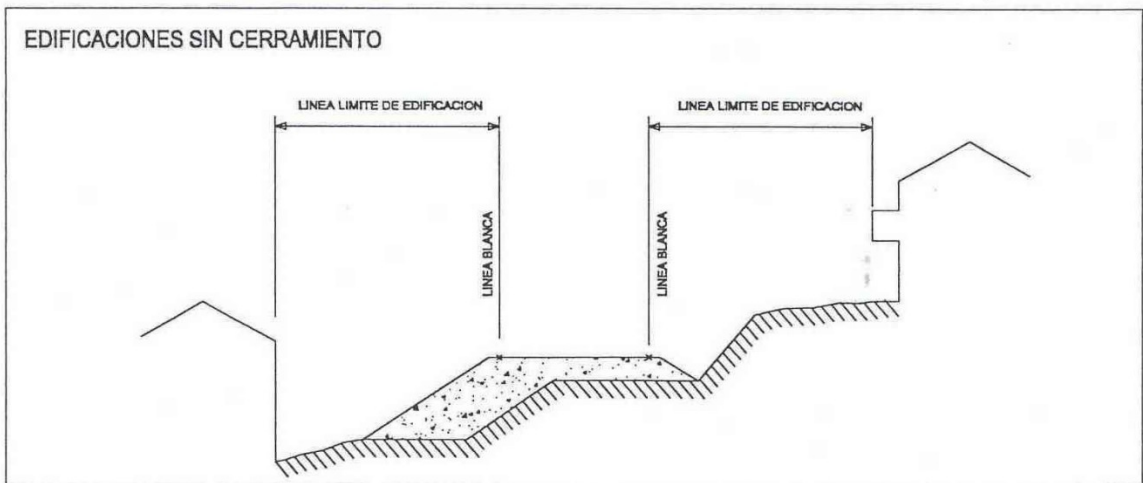 EDIFICACIONES SIN CERRAMIENTO
LINEA LIMITE DE EDIFICACION
LINEA LIMITE DE EDIFICACION
LINEA BLANCA
LINEA BLANCA